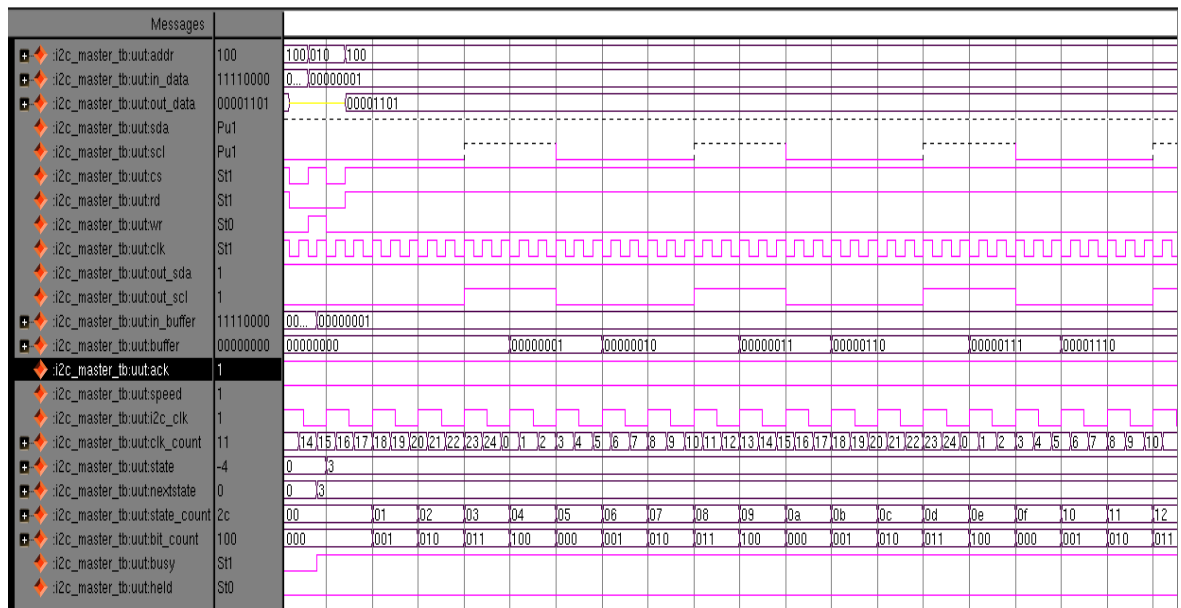 Messages
:i2c_master_tb:uut:addr 100 100 010 100
:i2c_master_tb:uut:in_data 11110000 0... 00000001
:i2c_master_tb:uut:out_data 00001101 00001101
:i2c_master_tb:uut:sda Pu1
:i2c_master_tb:uut:scl Pu1
:i2c_master_tb:uut:cs St1
:i2c_master_tb:uut:rd St1
:i2c_master_tb:uut:wr St0
:i2c_master_tb:uut:clk St1
:i2c_master_tb:uut:out_sda 1
:i2c_master_tb:uut:out_scl 1
:i2c_master_tb:uut:in_buffer 11110000 00... 00000001
:i2c_master_tb:uut:buffer 00000000 00000000 00000001 00000010 00000011 00000110 00000111 00001110
:i2c_master_tb:uut:ack 1
:i2c_master_tb:uut:speed 1
:i2c_master_tb:uut:i2c_clk 1
:i2c_master_tb:uut:clk_count 11 14 15 16 17 18 19 20 21 22 23 24 0 1 2 3 4 5 6 7 8 9 10 11 12 13 14 15 16 17 18 19 20 21 22 23 24 0 1 2 3 4 5 6 7 8 9 10
:i2c_master_tb:uut:state -4 0 3
:i2c_master_tb:uut:nextstate 0 0 3
:i2c_master_tb:uut:state_count 2c 00 01 02 03 04 05 06 07 08 09 0a 0b 0c 0d 0e 0f 10 11 12
:i2c_master_tb:uut:bit_count 100 000 001 010 011 100 000 001 010 011 100 000 001 010 011 100 000 001 010 011
:i2c_master_tb:uut:busy St1
:i2c_master_tb:uut:held St0